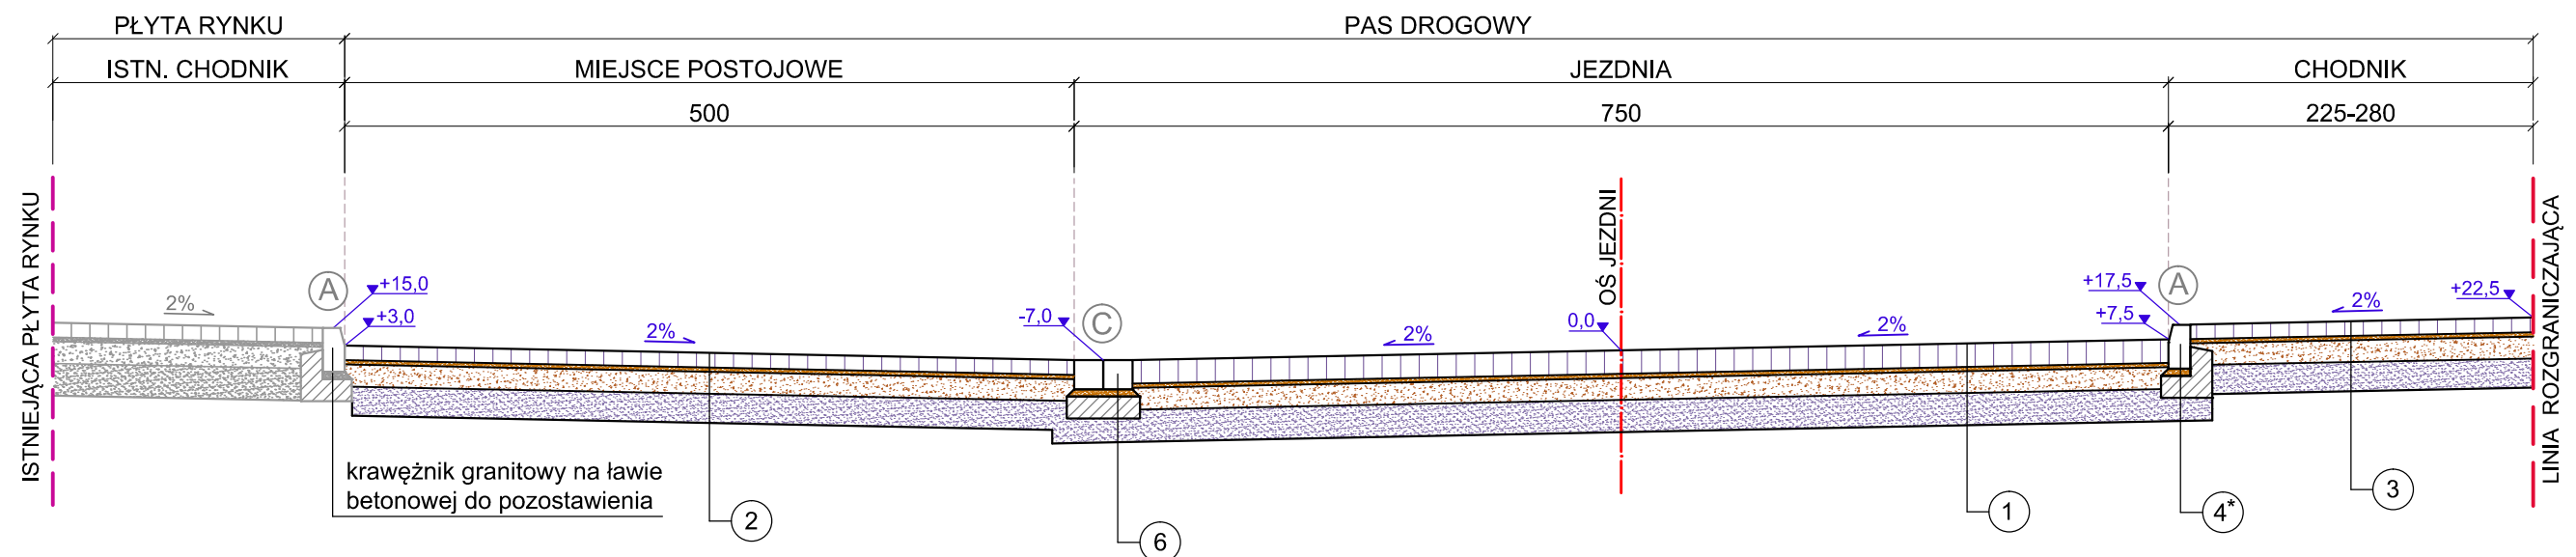 PŁYTA RYNKU
PAS DROGOWY
ISTN. CHODNIK
MIEJSCE POSTOJOWE
JEZDNIA
CHODNIK
500
750
225-280
ISTNIEJĄCA PŁYTA RYNKU
OŚ JEZDNI
LINIA ROZGRANICZAJĄCA
2%
A
+15,0
+3,0
2%
-7,0
C
2%
0,0
2%
+17,5
+7,5
A
2%
+22,5
krawężnik granitowy na ławie
betonowej do pozostawienia
2
6
1
4*
3